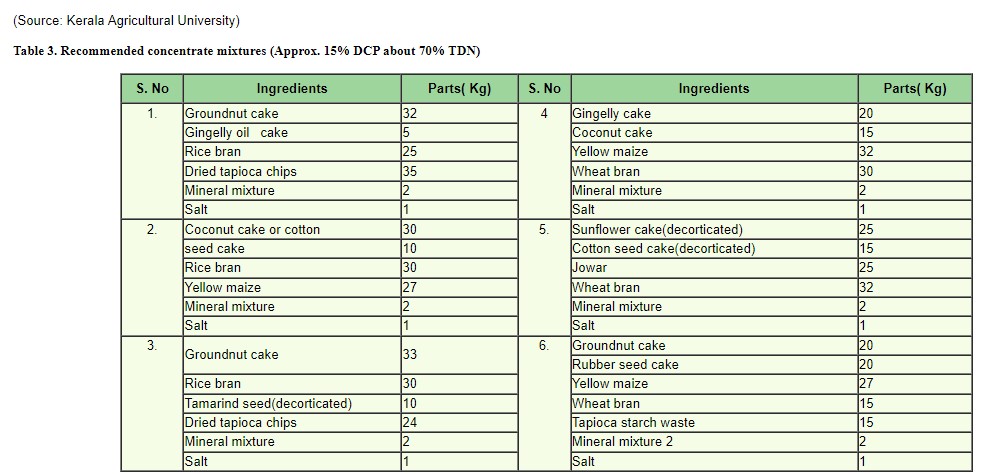 (Source: Kerala Agricultural University)
Table 3. Recommended concentrate mixtures (Approx. 15% DCP about 70% TDN)
S. No Ingredients Parts( Kg) S. No Ingredients Parts( Kg)
1. Groundnut cake 32 4 Gingelly cake 20
Gingelly oil cake 5 Coconut cake 15
Rice bran 25 Yellow maize 32
Dried tapioca chips 35 Wheat bran 30
Mineral mixture 2 Mineral mixture 2
Salt 1 Salt 1
2. Coconut cake or cotton 30 5. Sunflower cake(decorticated) 25
seed cake 10 Cotton seed cake(decorticated) 15
Rice bran 30 Jowar 25
Yellow maize 27 Wheat bran 32
Mineral mixture 2 Mineral mixture 2
Salt 1 Salt 1
3. Groundnut cake 33 6. Groundnut cake 20
Rubber seed cake 20
Rice bran 30 Yellow maize 27
Tamarind seed(decorticated) 10 Wheat bran 15
Dried tapioca chips 24 Tapioca starch waste 15
Mineral mixture 2 Mineral mixture 2 2
Salt 1 Salt 1